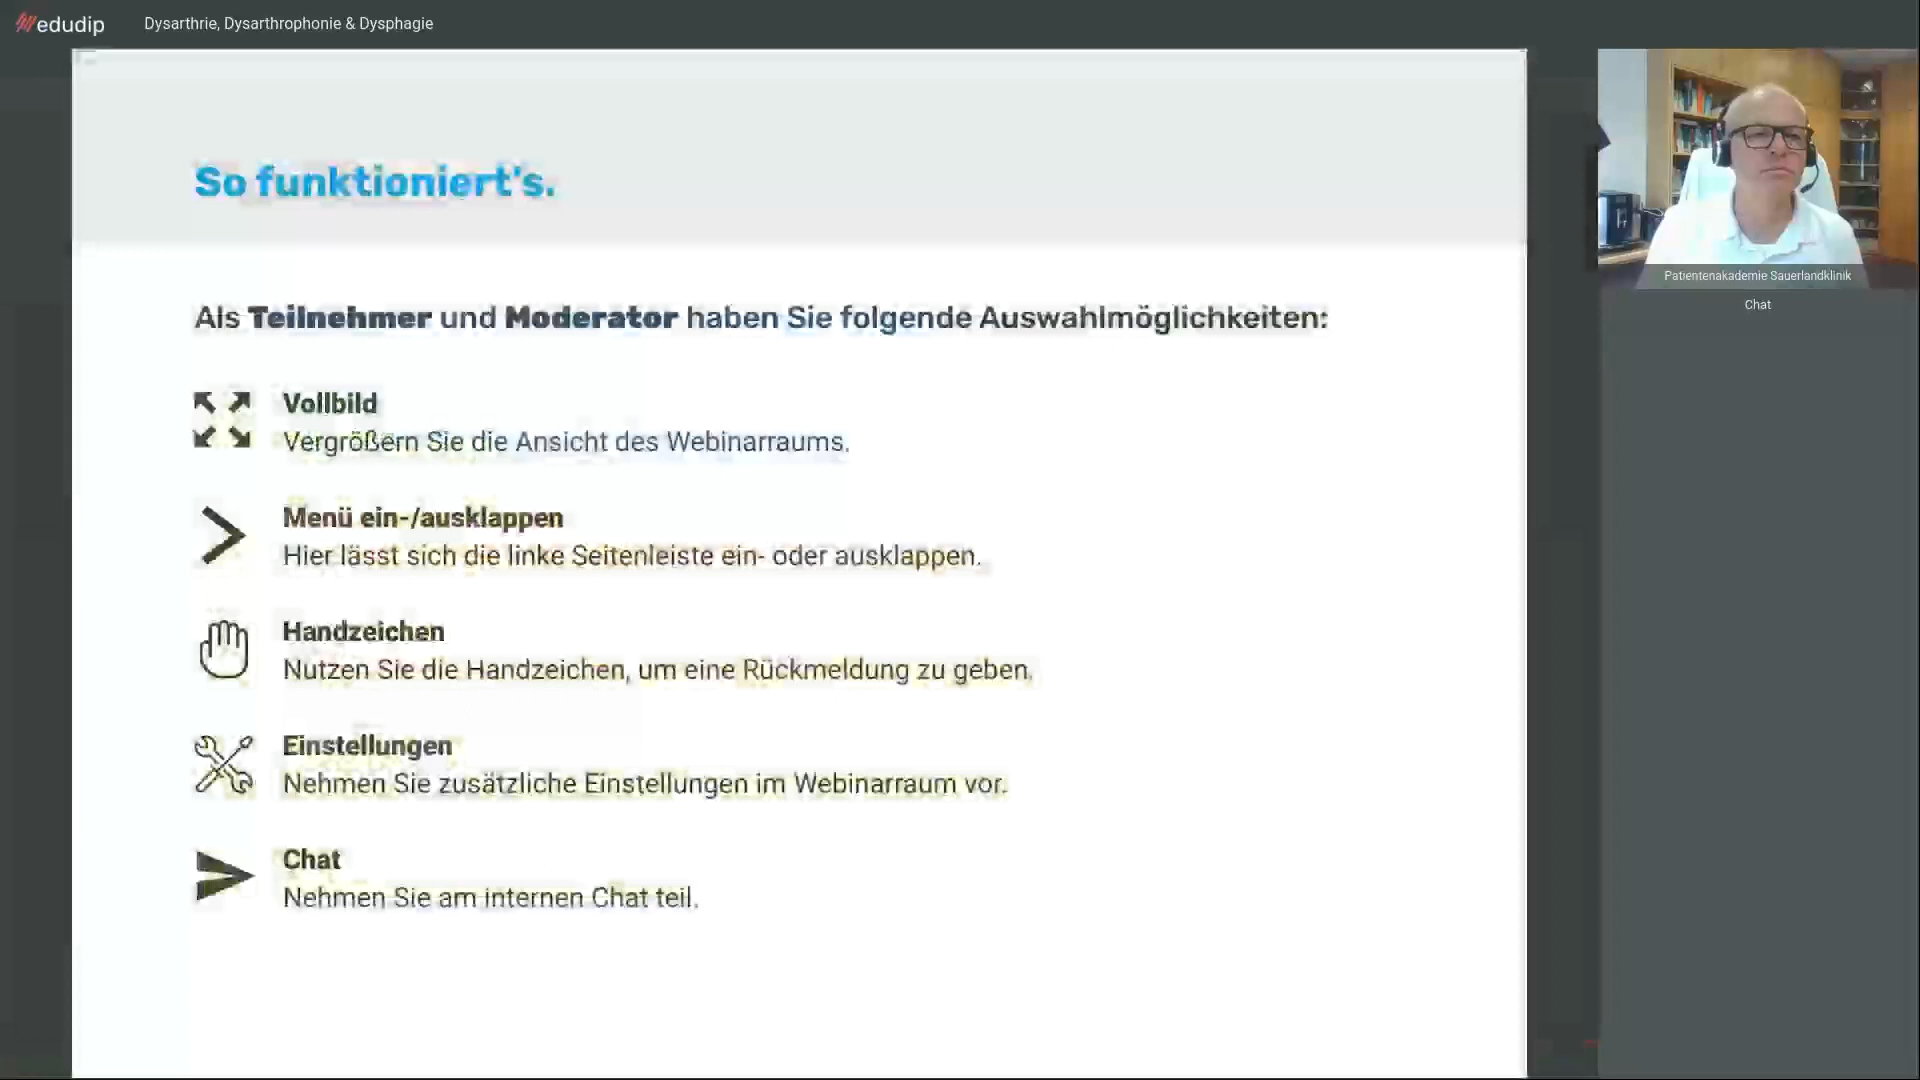 edudip
Dysarthrie, Dysarthrophonie & Dysphagie
So funktioniert's.
Als Teilnehmer und Moderator haben Sie folgende Auswahlmöglichkeiten:
Vollbild
Vergrößern Sie die Ansicht des Webinarraums.
Menü ein-/ausklappen
Hier lässt sich die linke Seitenleiste ein- oder ausklappen.
Handzeichen
Nutzen Sie die Handzeichen, um eine Rückmeldung zu geben.
Einstellungen
Nehmen Sie zusätzliche Einstellungen im Webinarraum vor.
Chat
Nehmen Sie am internen Chat teil.
Patientenakademie Sauerlandklinik
Chat